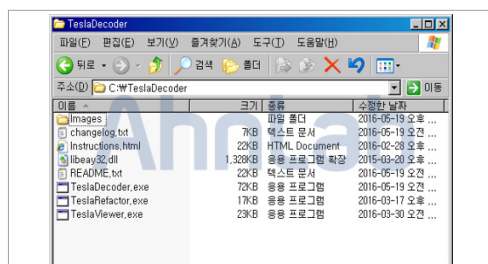 TeslaDecoder
파일(F) 편집(E) 보기(V) 즐겨찾기(A) 도구(T) 도움말(H)
뒤로 검색 폴더
주소(D) C:₩TeslaDecoder 이동
이름 크기 종류 수정한 날짜
Images 파일 폴더 2016-05-19 오후 ...
changelog.txt 7KB 텍스트 문서 2016-05-19 오전 ...
Instructions.html 22KB HTML Document 2016-02-28 오후 ...
libeay32.dll 1,328KB 응용 프로그램 확장 2015-03-20 오후 ...
README.txt 22KB 텍스트 문서 2016-05-19 오전 ...
TeslaDecoder.exe 72KB 응용 프로그램 2016-05-19 오전 ...
TeslaRefactor.exe 17KB 응용 프로그램 2016-03-17 오후 ...
TeslaViewer.exe 23KB 응용 프로그램 2016-03-30 오전 ...
AhnLab